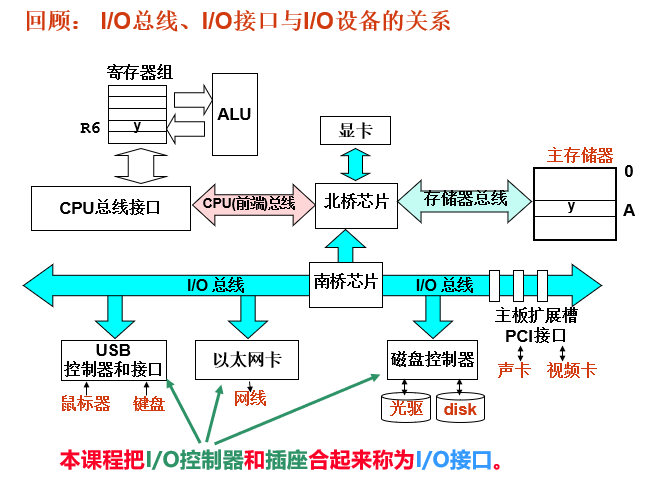 回顾： I/O总线、I/O接口与I/O设备的关系
寄存器组
ALU
R6
y
显卡
主存储器
0
CPU总线接口
CPU(前端)总线
北桥芯片
存储器总线
y
A
I/O 总线
南桥芯片
I/O 总线
主板扩展槽
PCI接口
USB
控制器和接口
以太网卡
磁盘控制器
声卡
视频卡
鼠标器
键盘
网线
光驱
disk
本课程把I/O控制器和插座合起来称为I/O接口。